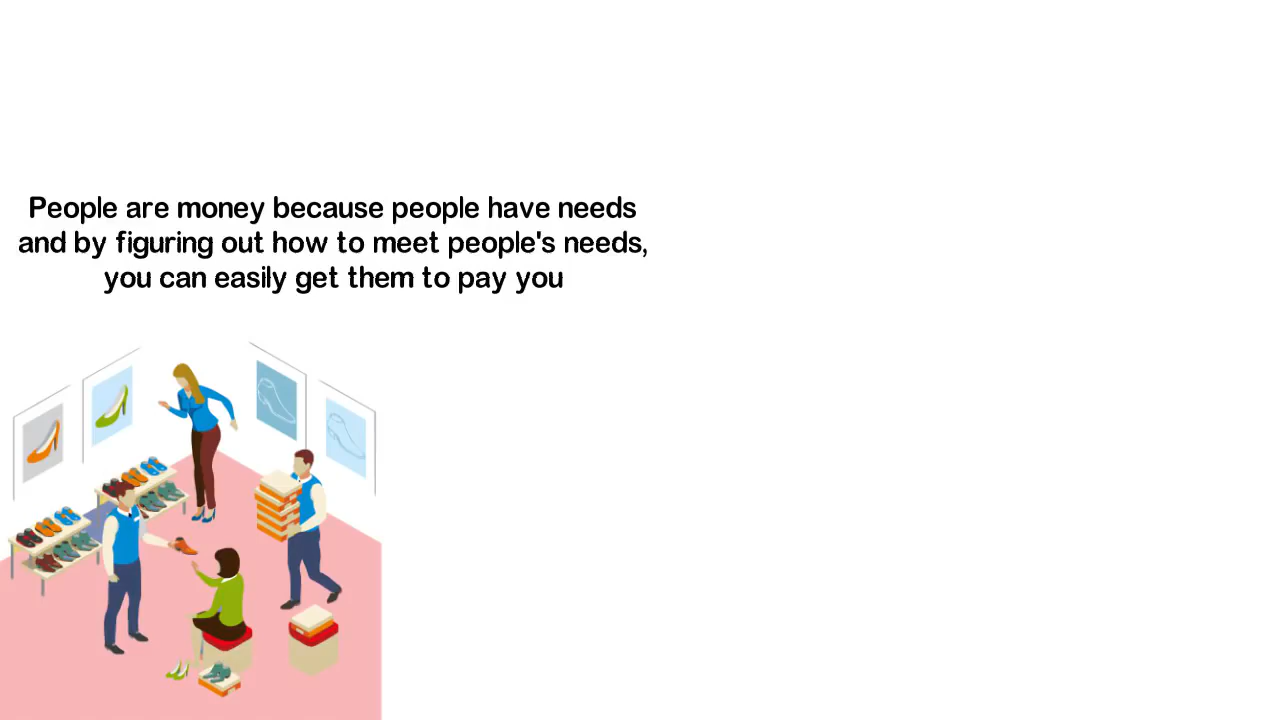 People are money because people have needs
and by figuring out how to meet people's needs,
you can easily get them to pay you